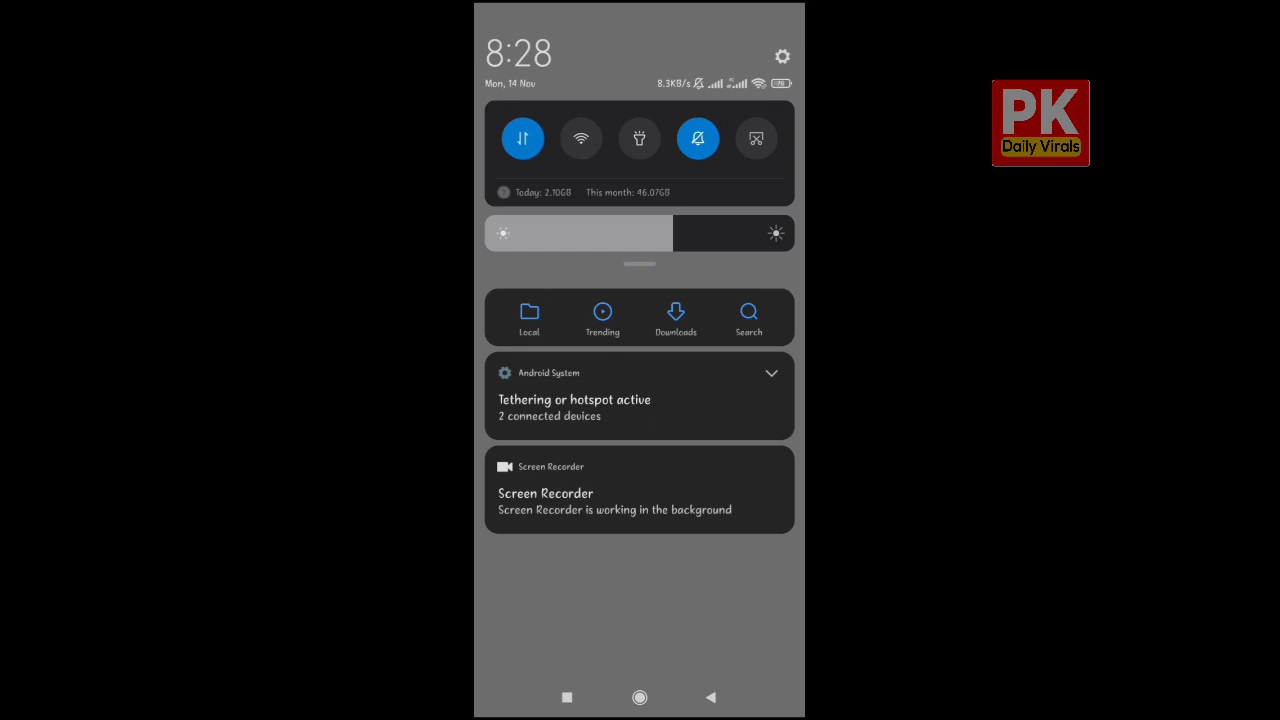 8:28
Mon, 14 Nov
8.3KB/s
76
Today: 2.10GB This month: 46.07GB
Local Trending Downloads Search
Android System
Tethering or hotspot active
2 connected devices
Screen Recorder
Screen Recorder
Screen Recorder is working in the background
PK
Daily Virals